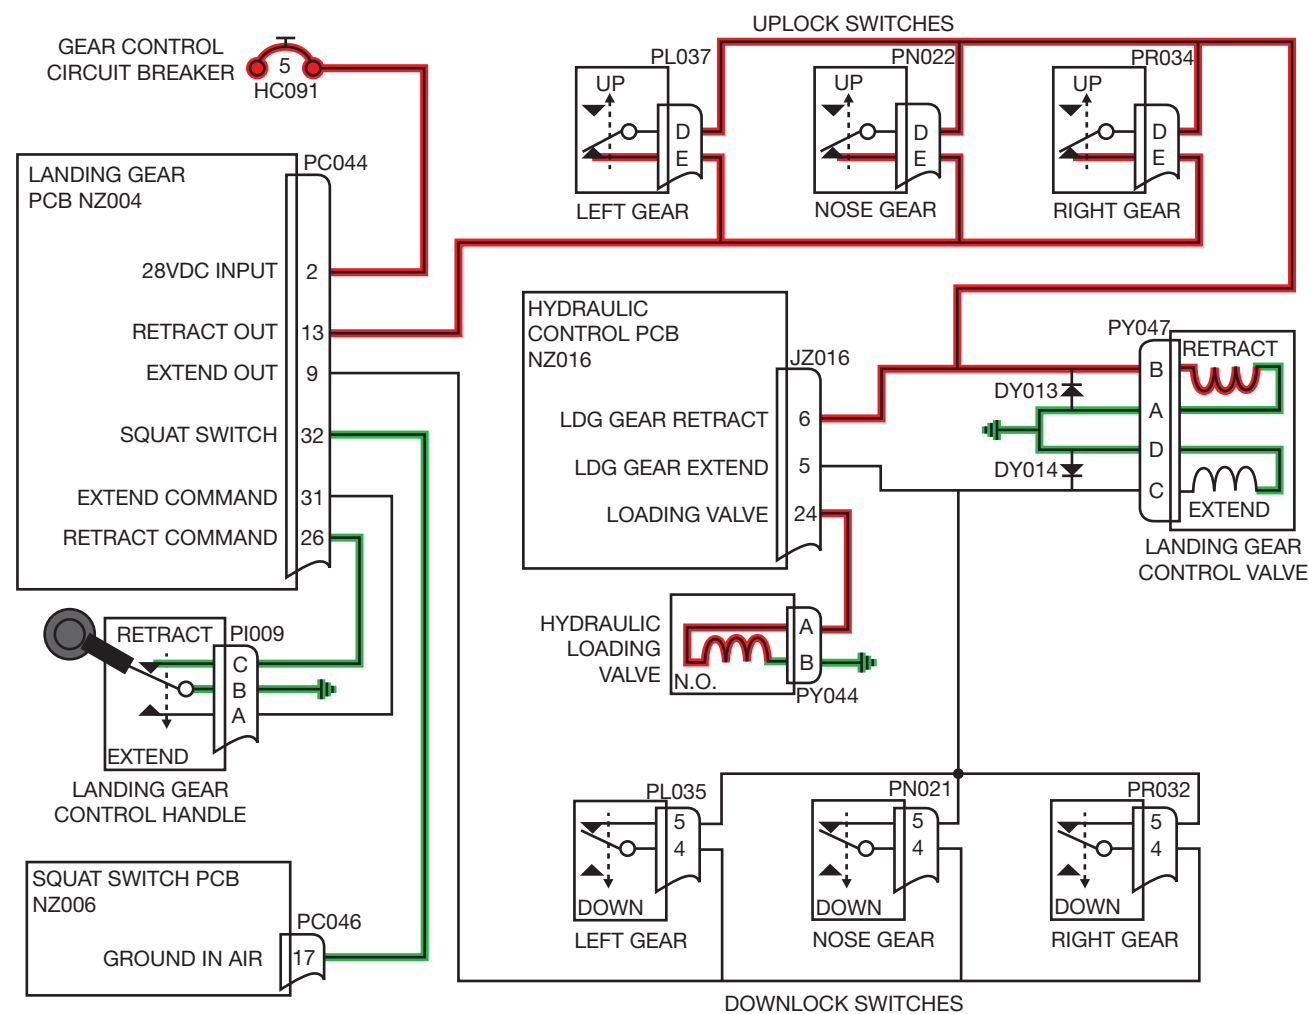 UPLOCK SWITCHES
GEAR CONTROL
CIRCUIT BREAKER
5
HC091
PL037
UP
D
E
LEFT GEAR
PN022
UP
D
E
NOSE GEAR
PR034
UP
D
E
RIGHT GEAR
LANDING GEAR
PCB NZ004
PC044
28VDC INPUT 2
RETRACT OUT 13
EXTEND OUT 9
SQUAT SWITCH 32
EXTEND COMMAND 31
RETRACT COMMAND 26
HYDRAULIC
CONTROL PCB
NZ016
JZ016
LDG GEAR RETRACT 6
LDG GEAR EXTEND 5
LOADING VALVE 24
PY047
RETRACT
B
A
D
C
EXTEND
DY013
DY014
LANDING GEAR
CONTROL VALVE
HYDRAULIC
LOADING
VALVE
A
B
N.O.
PY044
RETRACT
PI009
C
B
A
EXTEND
LANDING GEAR
CONTROL HANDLE
SQUAT SWITCH PCB
NZ006
PC046
GROUND IN AIR 17
PL035
5
4
DOWN
LEFT GEAR
PN021
5
4
DOWN
NOSE GEAR
PR032
5
4
DOWN
RIGHT GEAR
DOWNLOCK SWITCHES